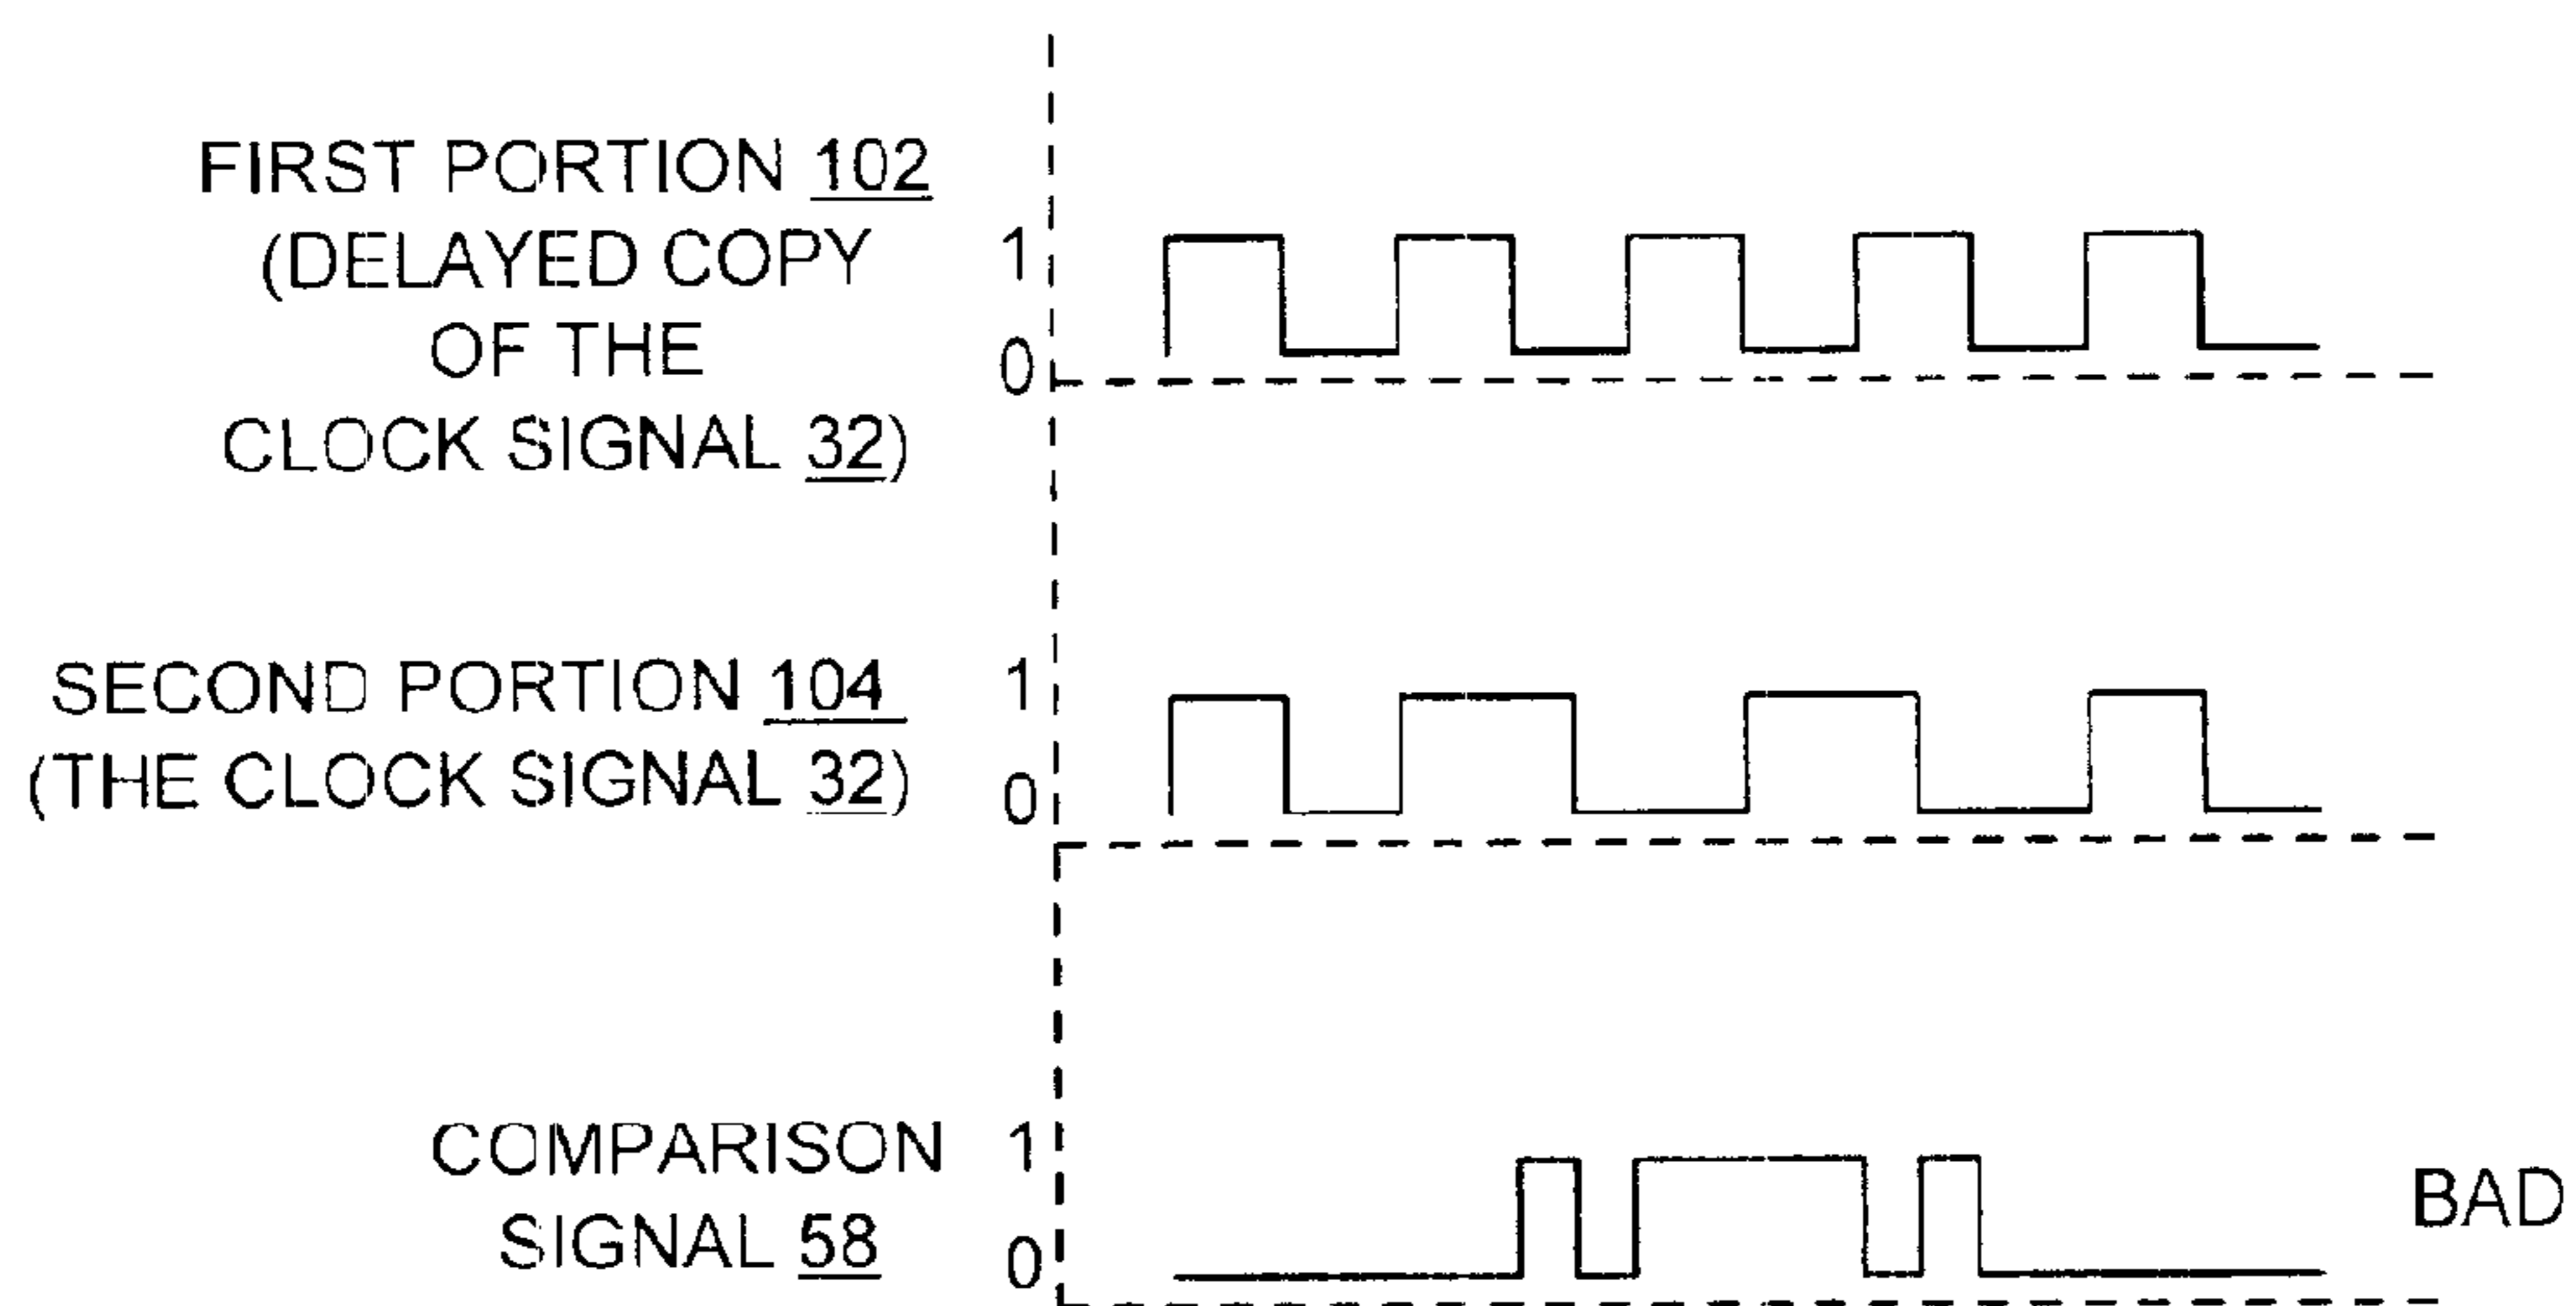 FIRST PORTION 102
(DELAYED COPY
OF THE
CLOCK SIGNAL 32)
1
0
SECOND PORTION 104
(THE CLOCK SIGNAL 32)
1
0
COMPARISON
SIGNAL 58
1
0
BAD